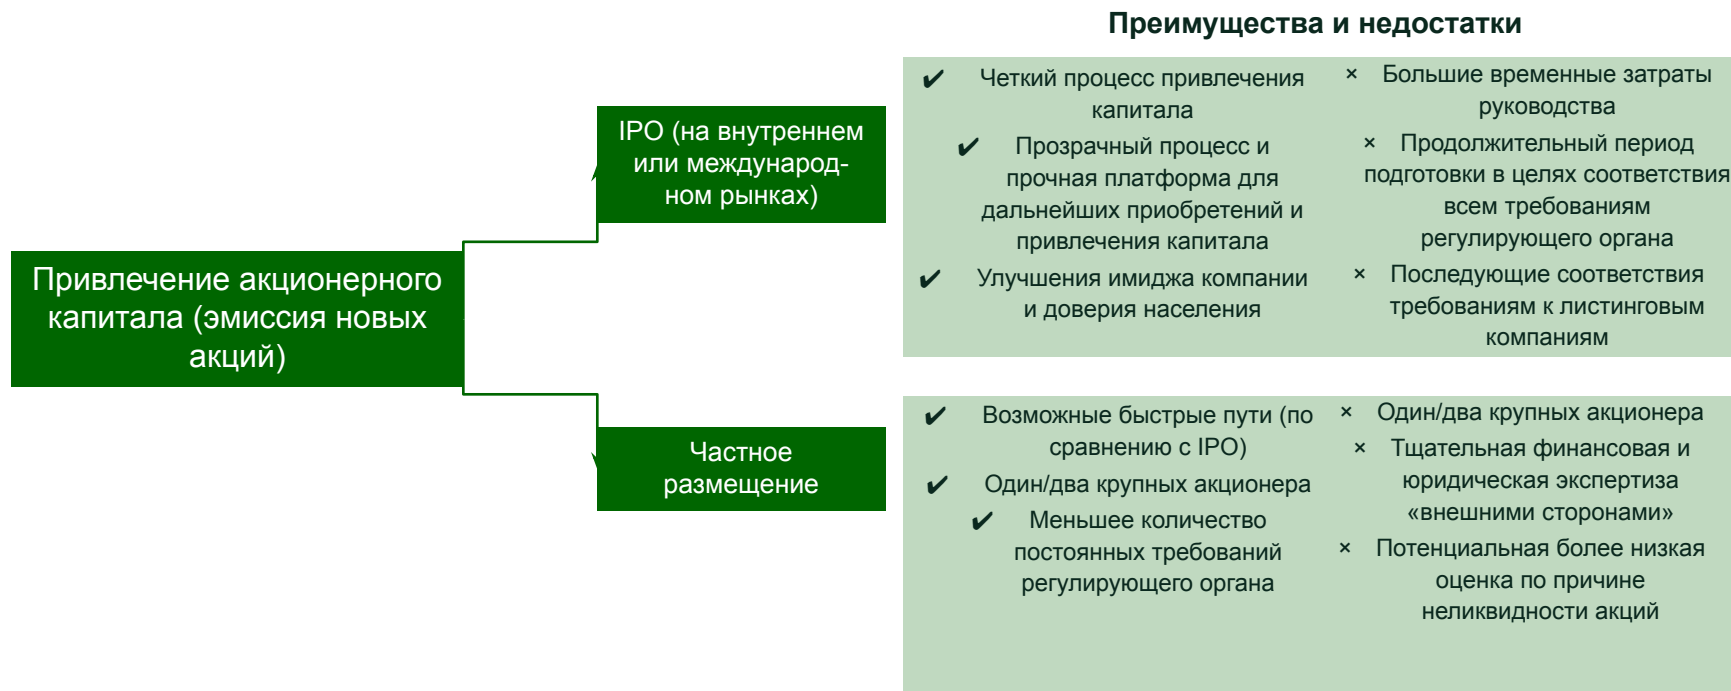 Преимущества и недостатки
Привлечение акционерного
капитала (эмиссия новых
акций)
IPO (на внутреннем
или международ-
ном рынках)
✔ Четкий процесс привлечения
капитала
✔ Прозрачный процесс и
прочная платформа для
дальнейших приобретений и
привлечения капитала
✔ Улучшения имиджа компании
и доверия населения
× Большие временные затраты
руководства
× Продолжительный период
подготовки в целях соответствия
всем требованиям
регулирующего органа
× Последующие соответствия
требованиям к листинговым
компаниям
Частное
размещение
✔ Возможные быстрые пути (по
сравнению с IPO)
✔ Один/два крупных акционера
✔ Меньшее количество
постоянных требований
регулирующего органа
× Один/два крупных акционера
× Тщательная финансовая и
юридическая экспертиза
«внешними сторонами»
× Потенциальная более низкая
оценка по причине
неликвидности акций